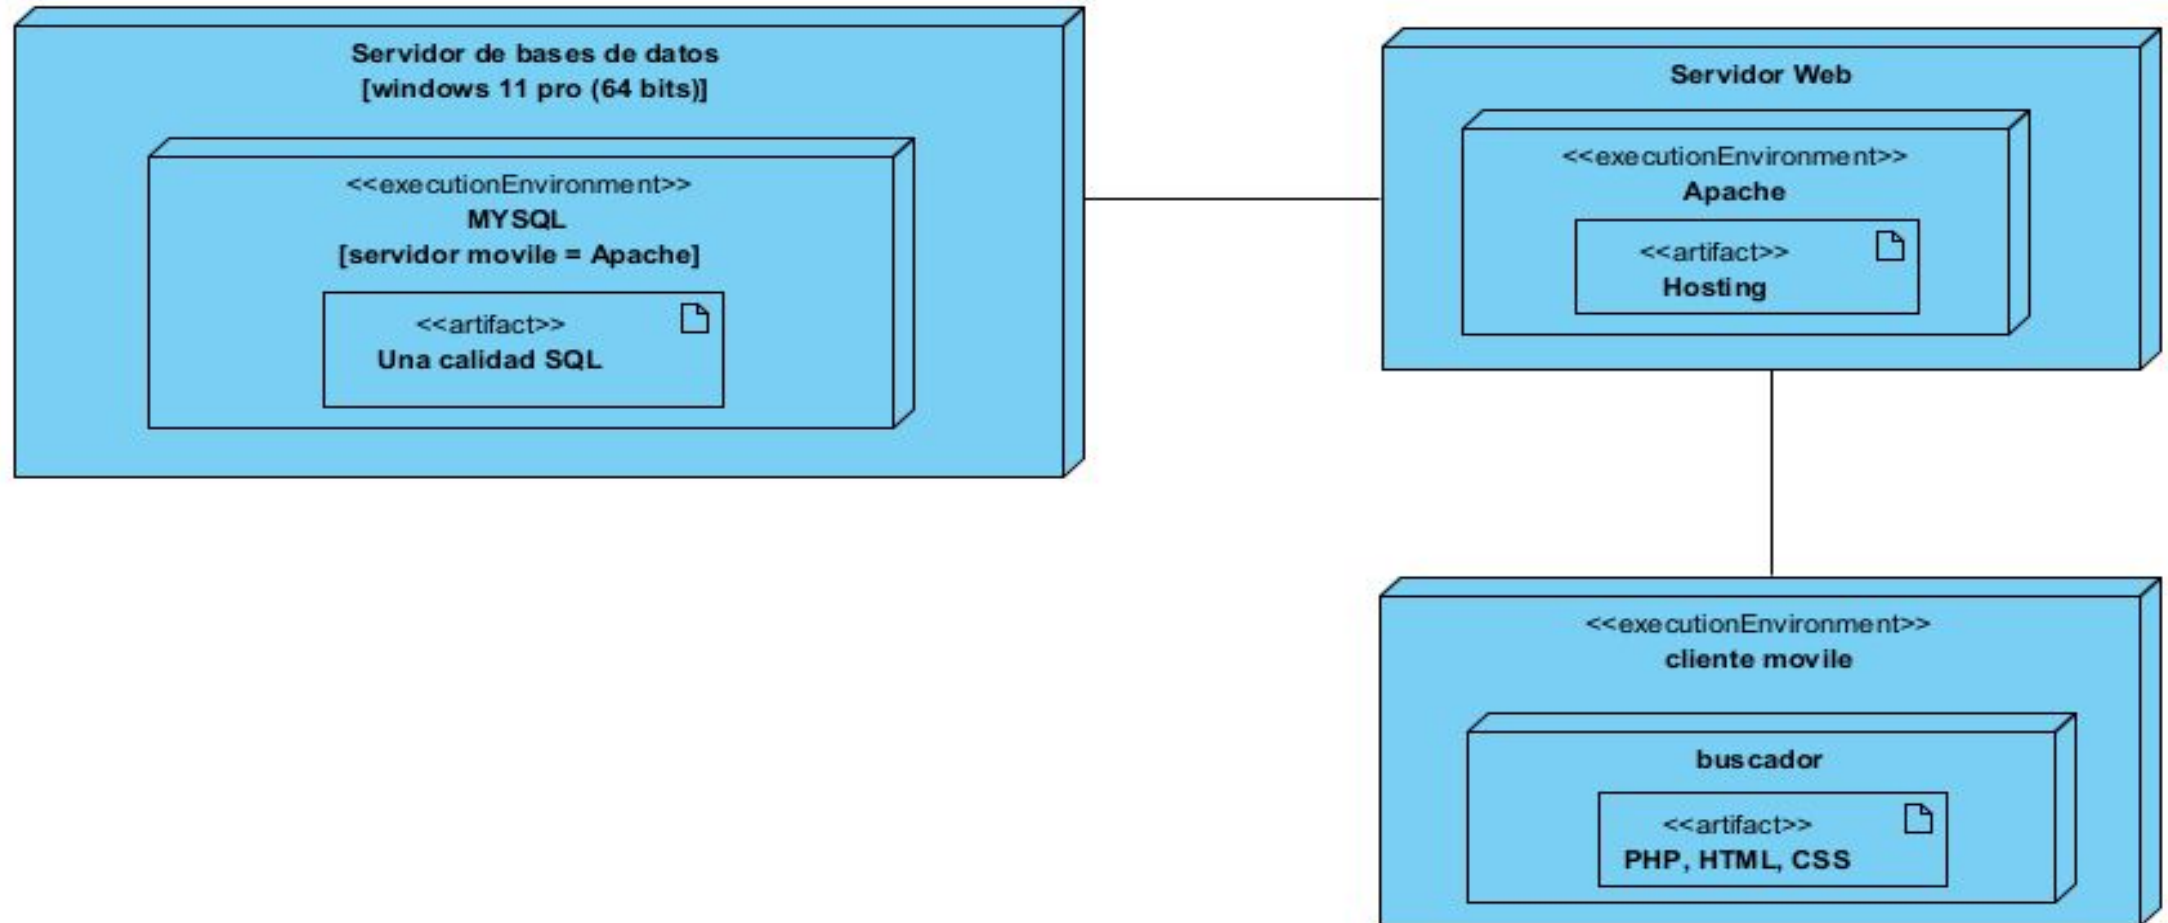 Servidor de bases de datos
[windows 11 pro (64 bits)]
<<executionEnvironment>>
MYSQL
[servidor movile = Apache]
<<artifact>>
Una calidad SQL
Servidor Web
<<executionEnvironment>>
Apache
<<artifact>>
Hosting
<<executionEnvironment>>
cliente movile
buscador
<<artifact>>
PHP, HTML, CSS